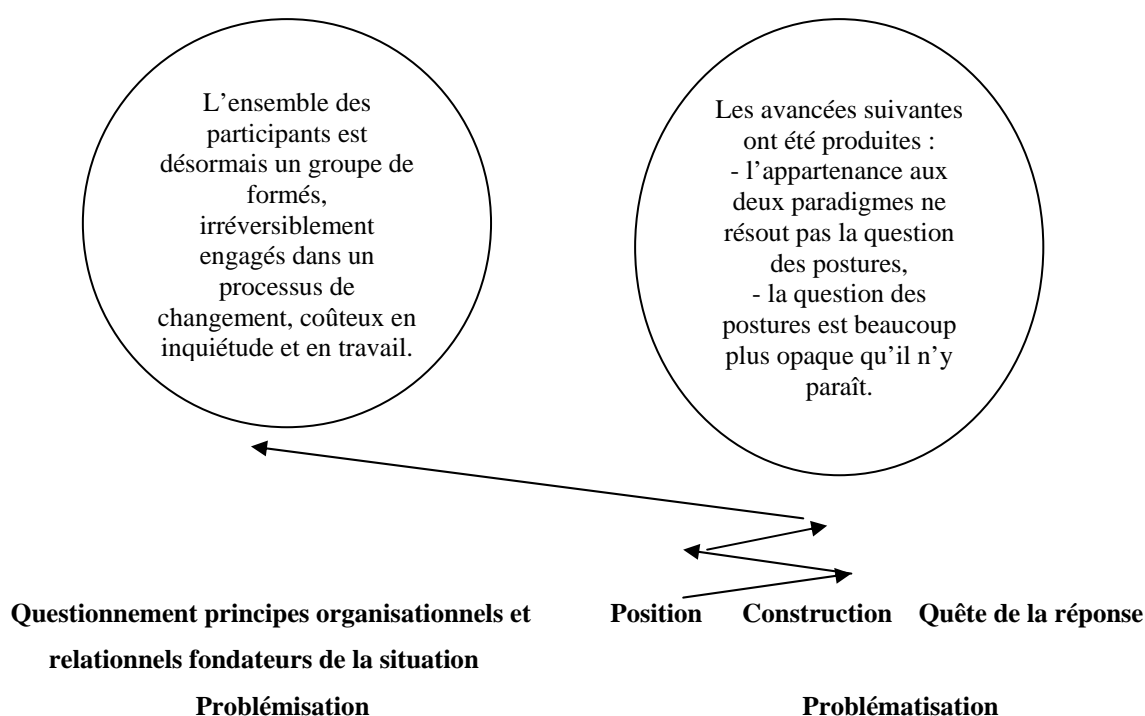 L'ensemble des
participants est
désormais un groupe de
formés,
irréversiblement
engagés dans un
processus de
changement, coûteux en
inquiétude et en travail.
Les avancées suivantes
ont été produites :
- l'appartenance aux
deux paradigmes ne
résout pas la question
des postures,
- la question des
postures est beaucoup
plus opaque qu'il n'y
paraît.
Questionnement principes organisationnels et
relationnels fondateurs de la situation
Position Construction Quête de la réponse
Problémisation
Problématisation